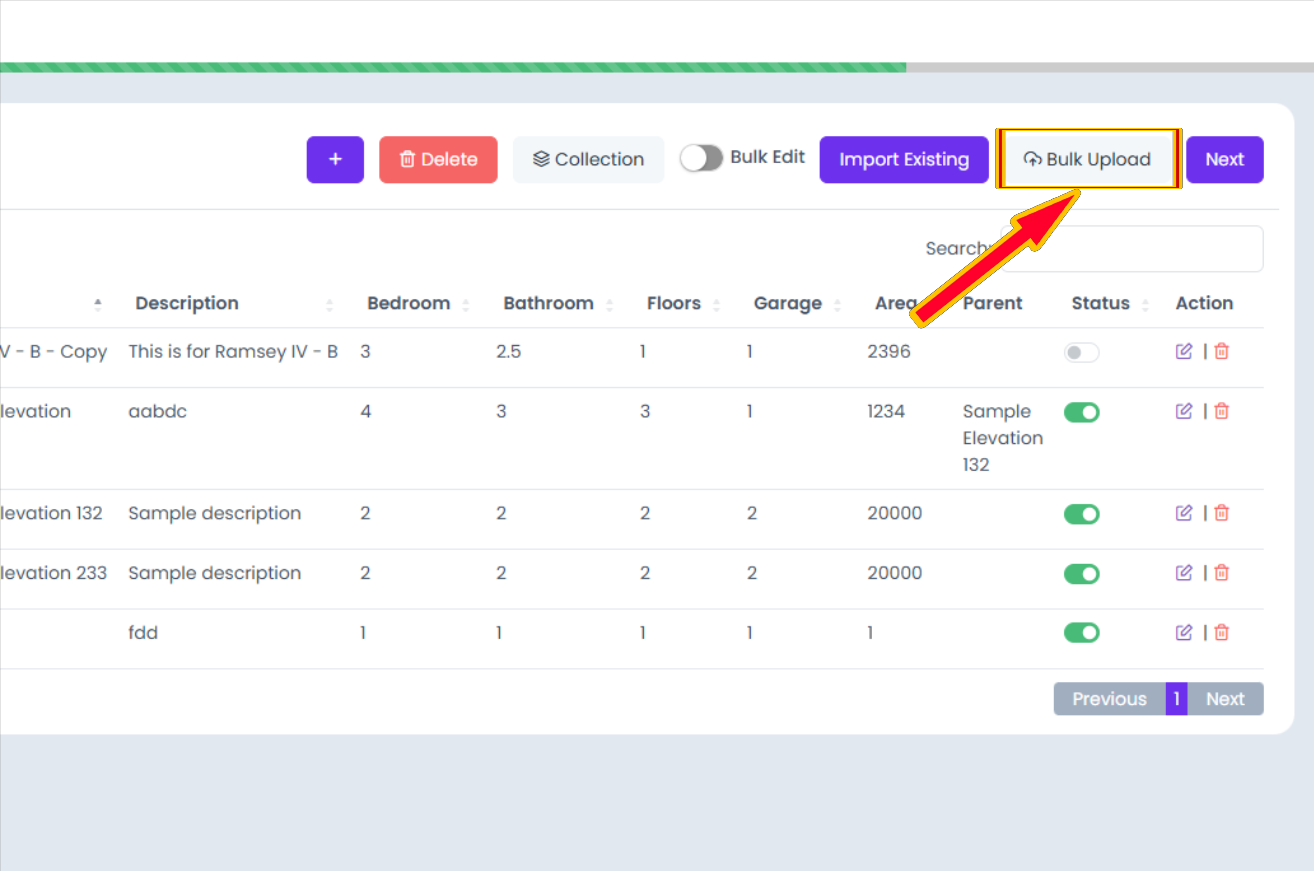 + Delete Collection Bulk Edit Import Existing Bulk Upload Next
Search:
Description Bedroom Bathroom Floors Garage Area Parent Status Action
V - B - Copy This is for Ramsey IV - B 3 2.5 1 1 2396 |
levation aabdc 4 3 3 1 1234 Sample |
Elevation
132
levation 132 Sample description 2 2 2 2 20000 |
levation 233 Sample description 2 2 2 2 20000 |
fdd 1 1 1 1 1 |
Previous 1 Next